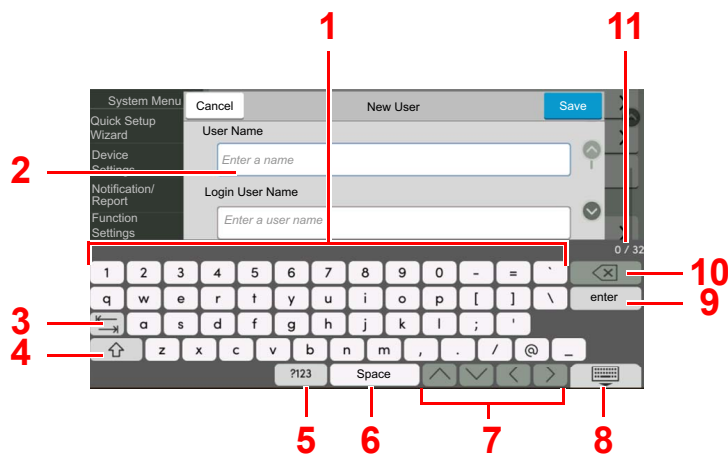 1
11
System Menu
Cancel
New User
Save
Quick Setup
Wizard
User Name
Device
Settings
2
Enter a name
Notification/
Report
Login User Name
Function
Settings
Enter a user name
0 / 32
1 2 3 4 5 6 7 8 9 0 - = `
10
q w e r t y u i o p [ ] \ enter
9
3
a s d f g h j k l ; '
4
z x c v b n m , . / @ _
?123 Space
5 6 7 8